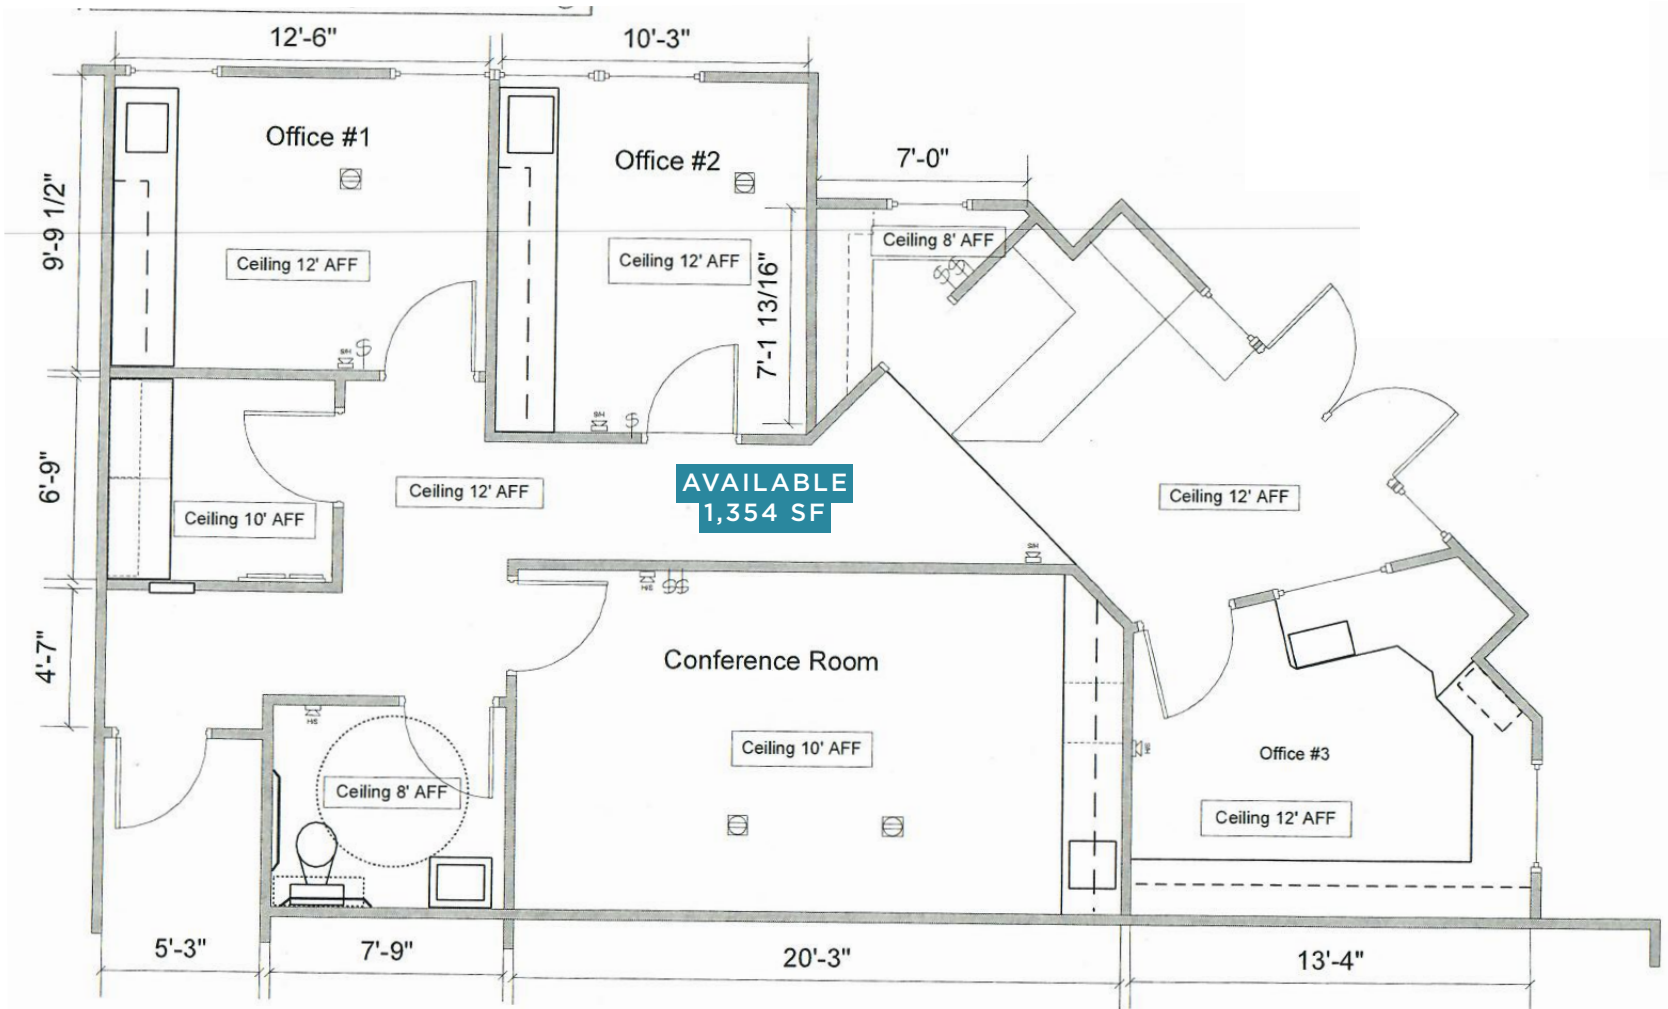 12'-6"
10'-3"
Office #1
Office #2
7'-0"
9'-9 1/2"
Ceiling 8' AFF
Ceiling 12' AFF
Ceiling 12' AFF
7'-1 13/16"
S/H
S/H
6'-9"
Ceiling 12' AFF
AVAILABLE
1,354 SF
Ceiling 12' AFF
Ceiling 10' AFF
S/H
H/S
4'-7"
Conference Room
H/S
Ceiling 10' AFF
H/S
Office #3
Ceiling 8' AFF
Ceiling 12' AFF
5'-3"
7'-9"
20'-3"
13'-4"